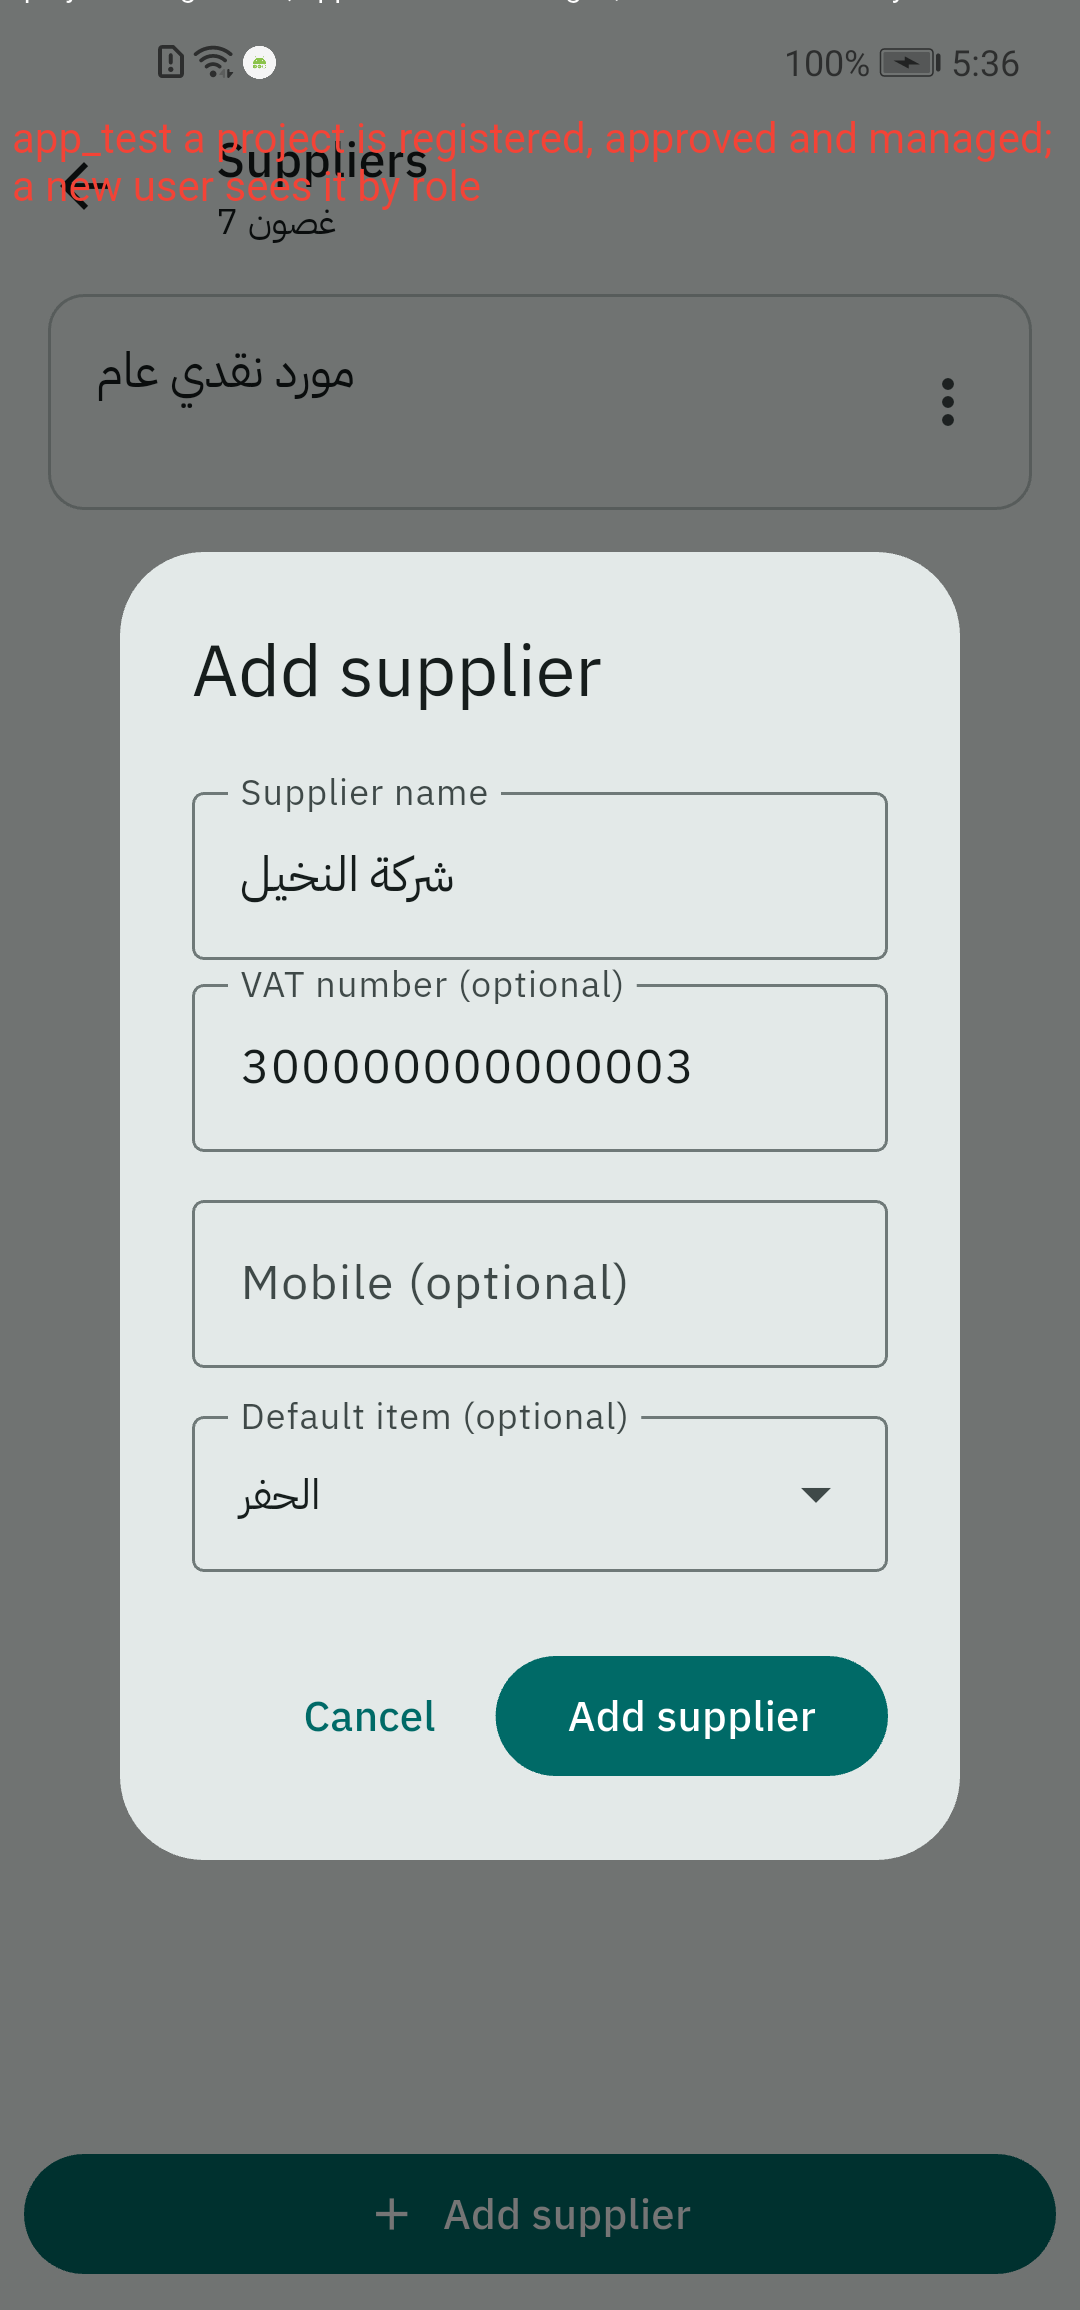 100% 5:36
app_test a project is registered, approved and managed;
a new user sees it by role
Suppliers
غصون 7
مورد نقدي عام
Add supplier
Supplier name
شركة النخيل
VAT number (optional)
300000000000003
Mobile (optional)
Default item (optional)
الحفر
Cancel
Add supplier
+ Add supplier